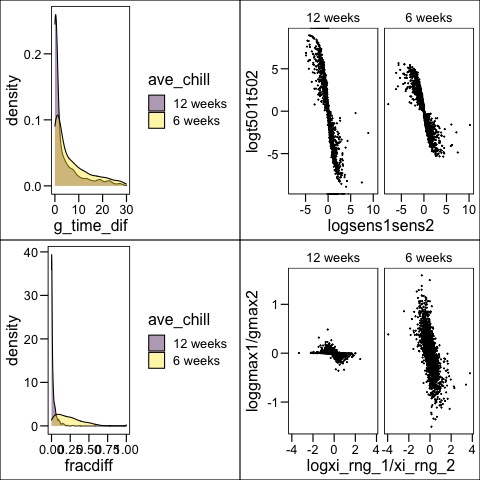 0.2
0.1
0.0
density
0 10 20 30
g_time_dif
ave_chill
12 weeks
6 weeks
12 weeks 6 weeks
5
0
-5
logt501t502
-5 0 5 10 -5 0 5 10
logsens1sens2
40
30
20
10
0
density
0.00 0.25 0.50 0.75 1.00
fracdiff
ave_chill
12 weeks
6 weeks
12 weeks 6 weeks
1
0
-1
loggmax1/gmax2
-4 -2 0 2 4 -4 -2 0 2 4
logxi_rng_1/xi_rng_2